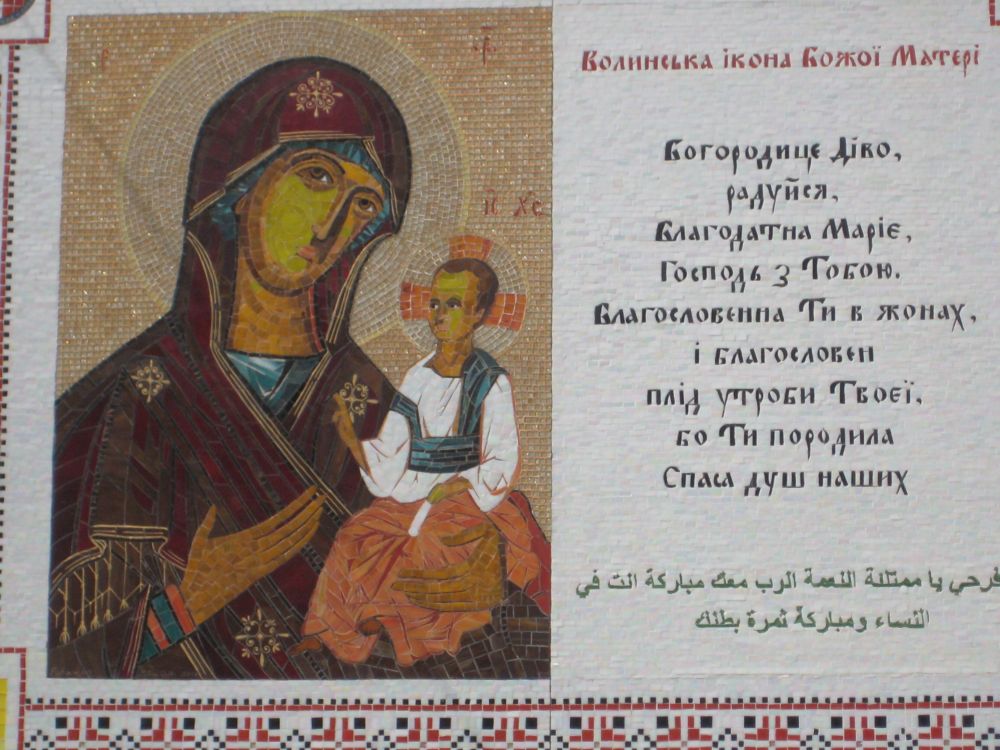 ІС ХС
Волинська ікона Божої Матері
Богородице Діво,
радуйся,
Благодатна Маріє,
Господь з Тобою.
Благословенна Ти в жонах,
і благословен
плід утроби Твоєї,
бо Ти породила
Спаса душ наших
فرحي يا ممتلئة النعمة الرب معك مباركة انت في
النساء ومباركة ثمرة بطنك